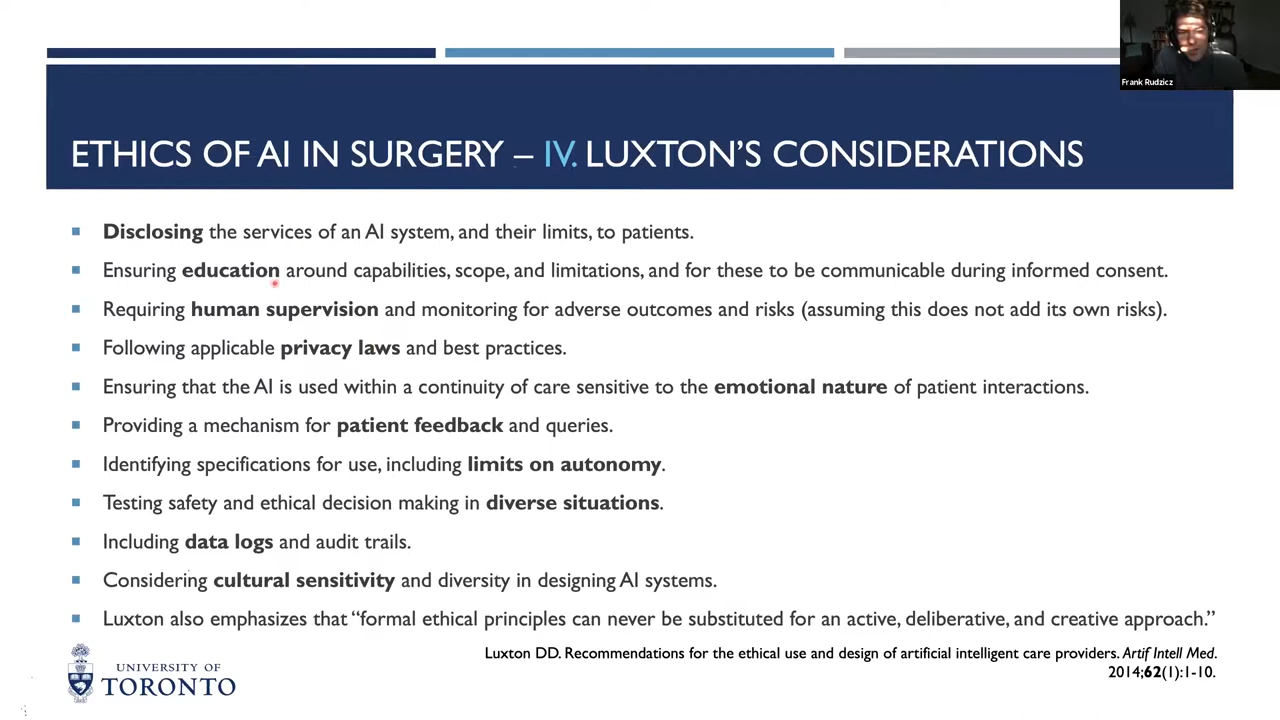 Frank Rudzicz
ETHICS OF AI IN SURGERY – IV. LUXTON'S CONSIDERATIONS
Disclosing the services of an AI system, and their limits, to patients.
Ensuring education around capabilities, scope, and limitations, and for these to be communicable during informed consent.
Requiring human supervision and monitoring for adverse outcomes and risks (assuming this does not add its own risks).
Following applicable privacy laws and best practices.
Ensuring that the AI is used within a continuity of care sensitive to the emotional nature of patient interactions.
Providing a mechanism for patient feedback and queries.
Identifying specifications for use, including limits on autonomy.
Testing safety and ethical decision making in diverse situations.
Including data logs and audit trails.
Considering cultural sensitivity and diversity in designing AI systems.
Luxton also emphasizes that “formal ethical principles can never be substituted for an active, deliberative, and creative approach.”
Luxton DD. Recommendations for the ethical use and design of artificial intelligent care providers. Artif Intell Med.
2014;62(1):1-10.
UNIVERSITY OF
TORONTO